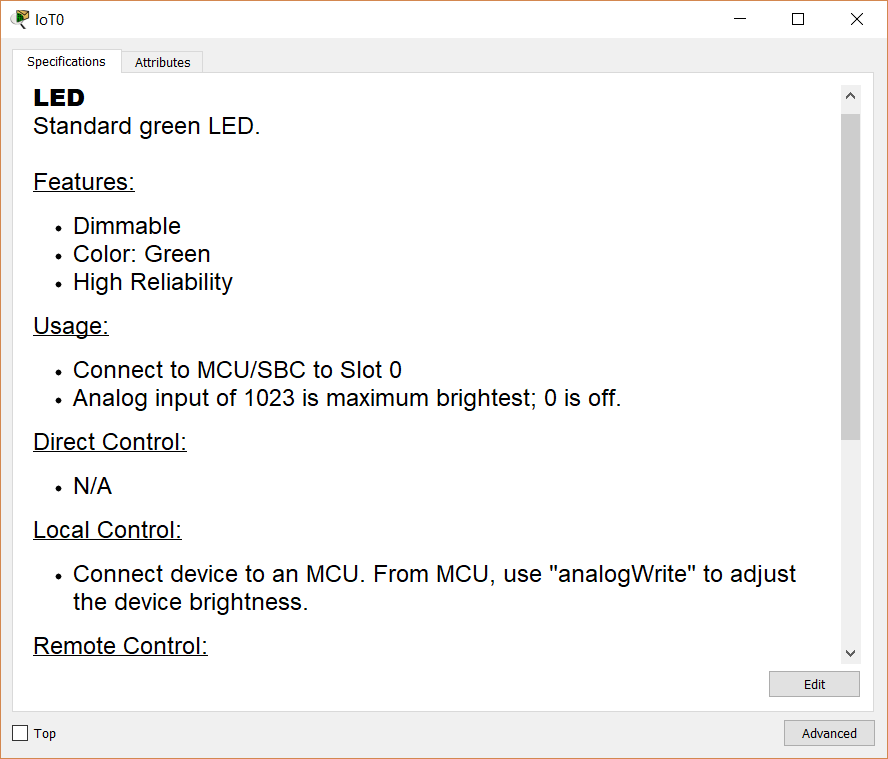 IoT0
Specifications
Attributes
LED
Standard green LED.
Features:
Dimmable
Color: Green
High Reliability
Usage:
Connect to MCU/SBC to Slot 0
Analog input of 1023 is maximum brightest; 0 is off.
Direct Control:
N/A
Local Control:
Connect device to an MCU. From MCU, use "analogWrite" to adjust
the device brightness.
Remote Control:
Edit
Top
Advanced